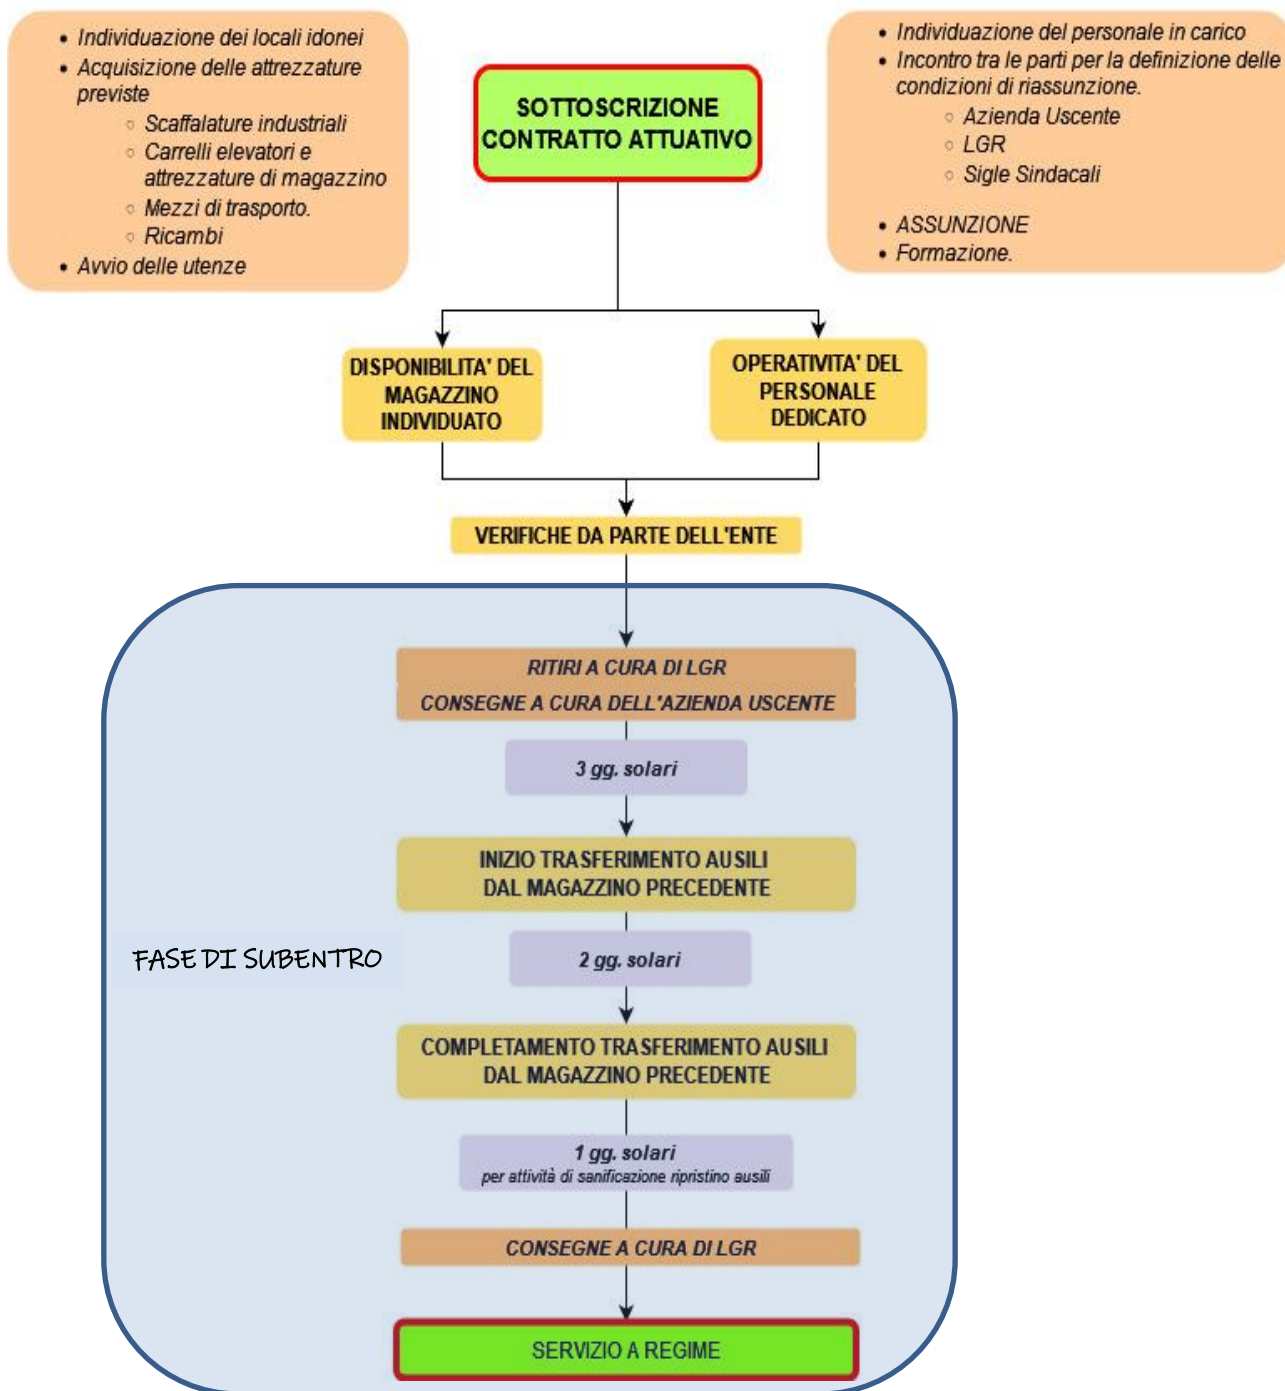 • Individuazione dei locali idonei
• Acquisizione delle attrezzature
previste
◦ Scaffalature industriali
◦ Carrelli elevatori e
attrezzature di magazzino
◦ Mezzi di trasporto.
◦ Ricambi
• Avvio delle utenze
SOTTOSCRIZIONE
CONTRATTO ATTUATIVO
• Individuazione del personale in carico
• Incontro tra le parti per la definizione delle
condizioni di riassunzione.
◦ Azienda Uscente
◦ LGR
◦ Sigle Sindacali
• ASSUNZIONE
• Formazione.
DISPONIBILITA' DEL
MAGAZZINO
INDIVIDUATO
OPERATIVITA' DEL
PERSONALE
DEDICATO
VERIFICHE DA PARTE DELL'ENTE
RITIRI A CURA DI LGR
CONSEGNE A CURA DELL'AZIENDA USCENTE
3 gg. solari
INIZIO TRASFERIMENTO AUSILI
DAL MAGAZZINO PRECEDENTE
FASE DI SUBENTRO
2 gg. solari
COMPLETAMENTO TRASFERIMENTO AUSILI
DAL MAGAZZINO PRECEDENTE
1 gg. solari
per attività di sanificazione ripristino ausili
CONSEGNE A CURA DI LGR
SERVIZIO A REGIME